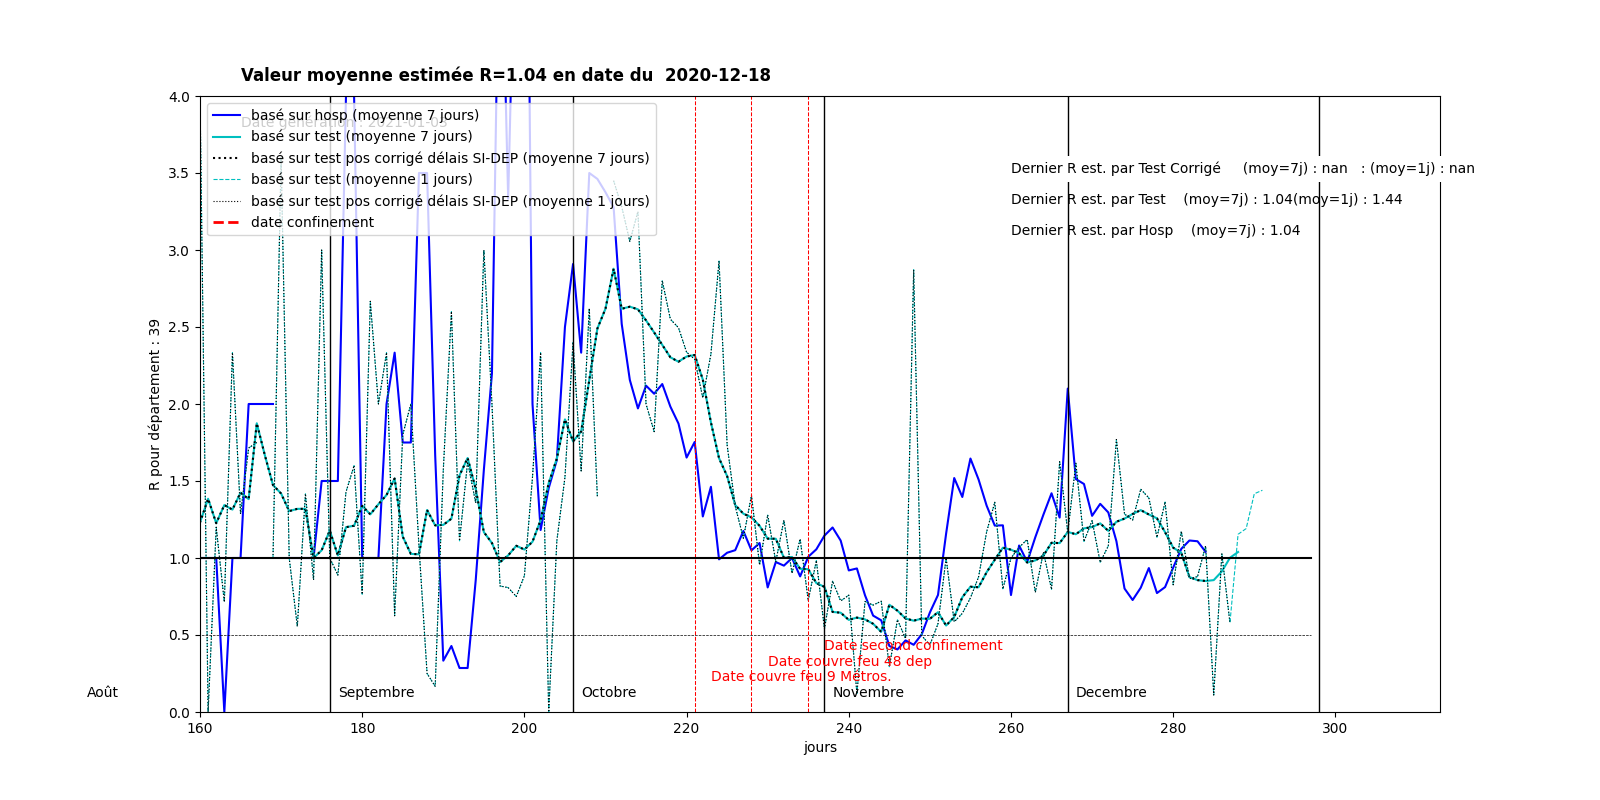 Valeur moyenne estimée R=1.04 en date du  2020-12-18
Date génération : 2021-01-03
basé sur hosp (moyenne 7 jours)
basé sur test (moyenne 7 jours)
basé sur test pos corrigé délais SI-DEP (moyenne 7 jours)
basé sur test (moyenne 1 jours)
basé sur test pos corrigé délais SI-DEP (moyenne 1 jours)
date confinement
Dernier R est. par Test Corrigé     (moy=7j) : nan   : (moy=1j) : nan
Dernier R est. par Test    (moy=7j) : 1.04(moy=1j) : 1.44
Dernier R est. par Hosp    (moy=7j) : 1.04
R pour département : 39
4.0
3.5
3.0
2.5
2.0
1.5
1.0
0.5
0.0
Date second confinement
Date couvre feu 48 dep
Date couvre feu 9 Métros.
Août
Septembre
Octobre
Novembre
Decembre
160
180
200
220
240
260
280
300
jours